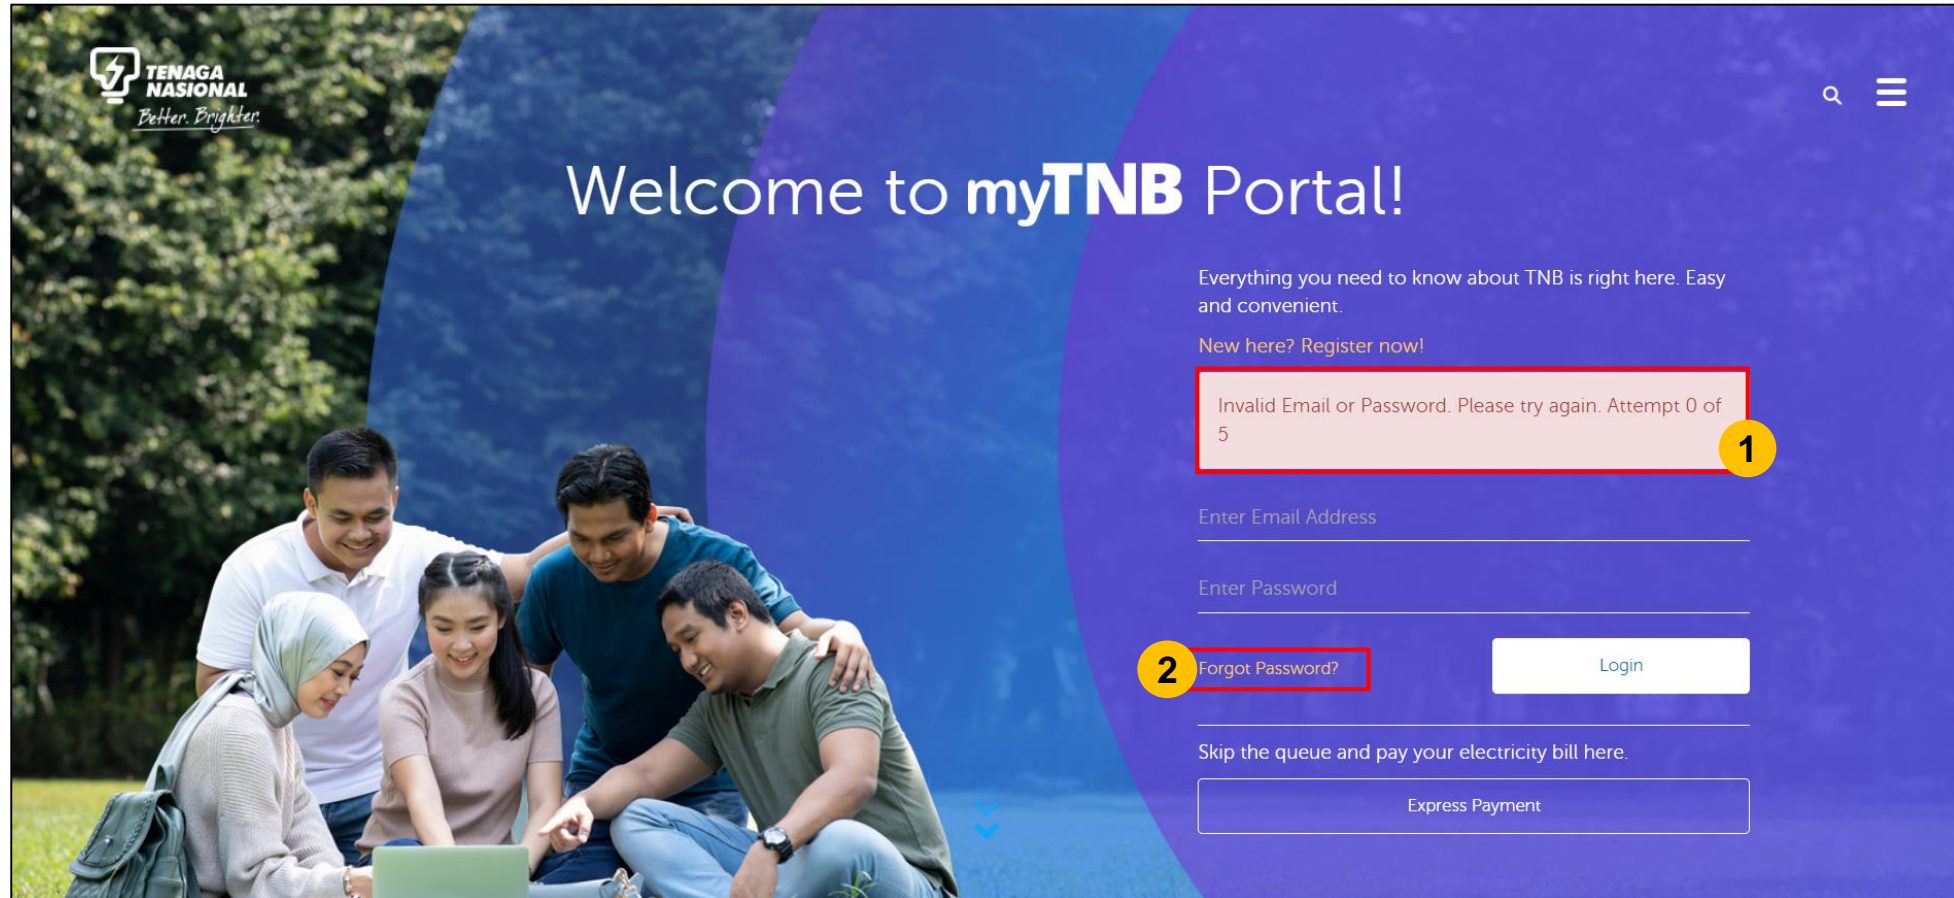 TENAGA
NASIONAL
Better. Brighter.
Welcome to myTNB Portal!
Everything you need to know about TNB is right here. Easy
and convenient.
New here? Register now!
Invalid Email or Password. Please try again. Attempt 0 of
5
1
Enter Email Address
Enter Password
2
Forgot Password?
Login
Skip the queue and pay your electricity bill here.
Express Payment